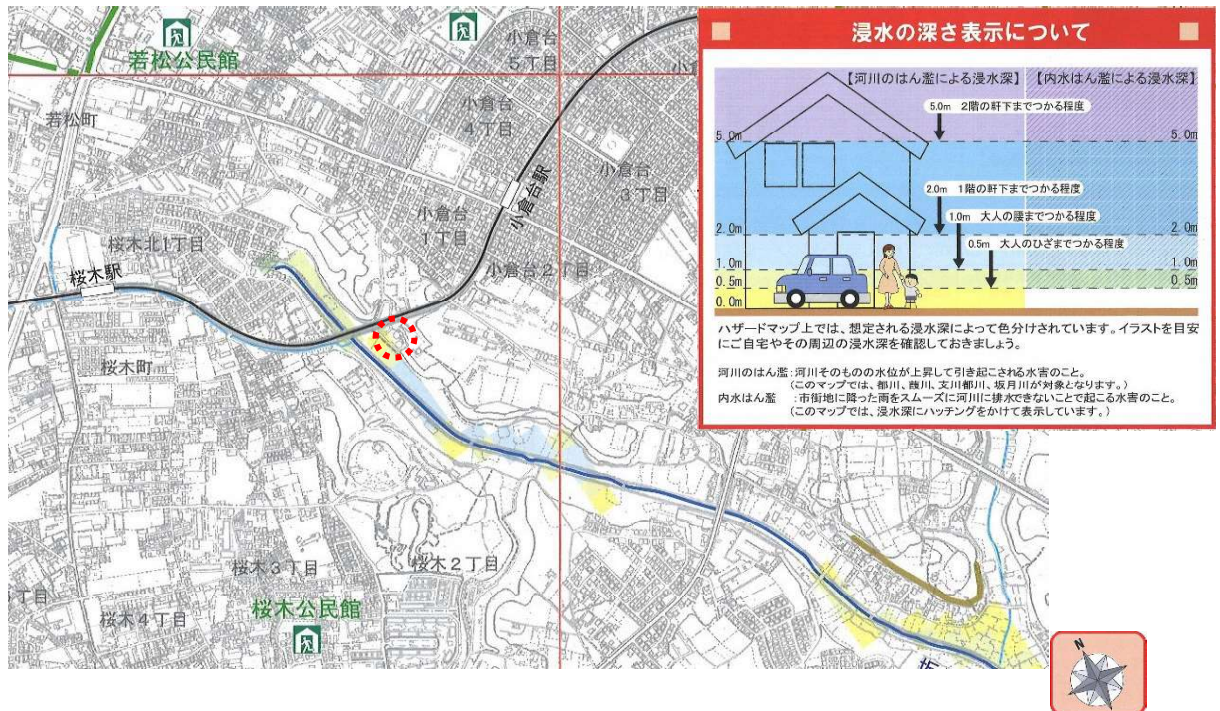 若松公民館
若松町
小倉台
5丁目
小倉台
4丁目
小倉台駅
小倉台
3丁目
小倉台
1丁目
小倉台2丁目
桜木北1丁目
桜木駅
桜木町
桜木3丁目
桜木2丁目
桜木公民館
桜木4丁目
丁目
N
浸水の深さ表示について
【河川のはん濫による浸水深】
【内水はん濫による浸水深】
5.0m 2階の軒下までつかる程度
5.0m
5.0m
2.0m 1階の軒下までつかる程度
1.0m 大人の腰までつかる程度
0.5m 大人のひざまでつかる程度
2.0m
2.0m
1.0m
1.0m
0.5m
0.5m
0.0m
ハザードマップ上では、想定される浸水深によって色分けされています。イラストを目安
にご自宅やその周辺の浸水深を確認しておきましょう。
河川のはん濫:河川そのものの水位が上昇して引き起こされる水害のこと。
(このマップでは、都川、葭川、支川都川、坂月川が対象となります。)
内水はん濫 :市街地に降った雨をスムーズに河川に排水できないことで起こる水害のこと。
(このマップでは、浸水深にハッチングをかけて表示しています。)